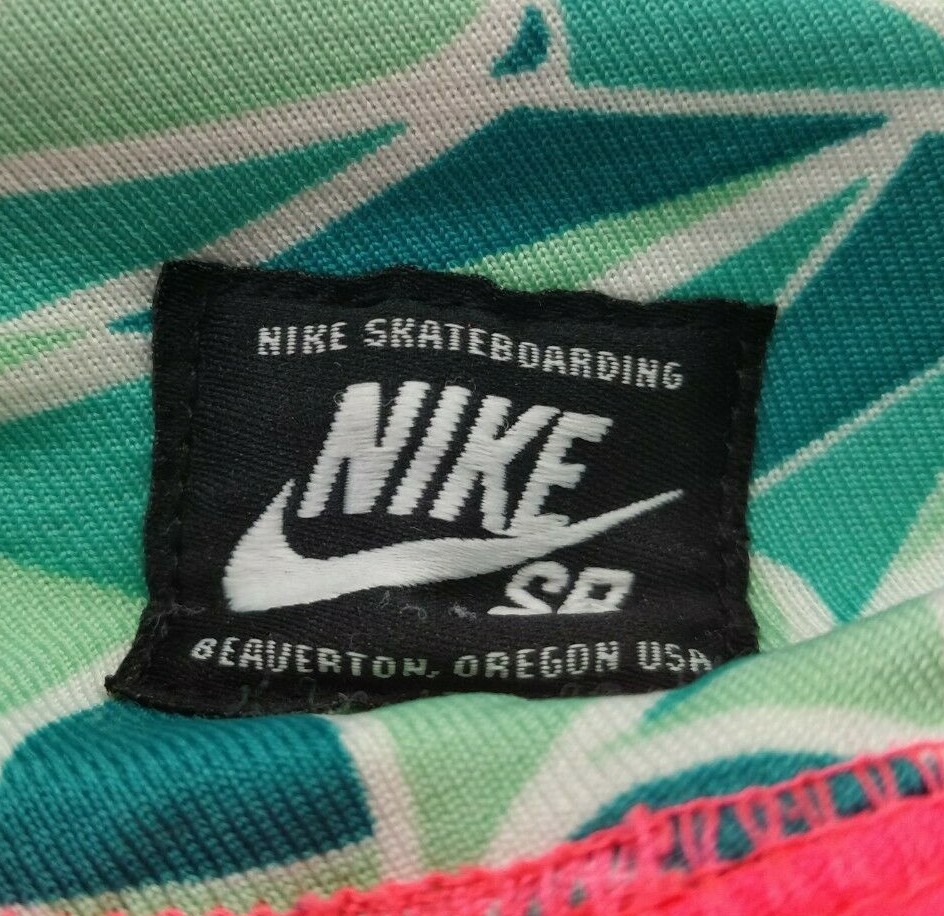 NIKE SKATEBOARDING
NIKE
SB
BEAVERTON, OREGON USA